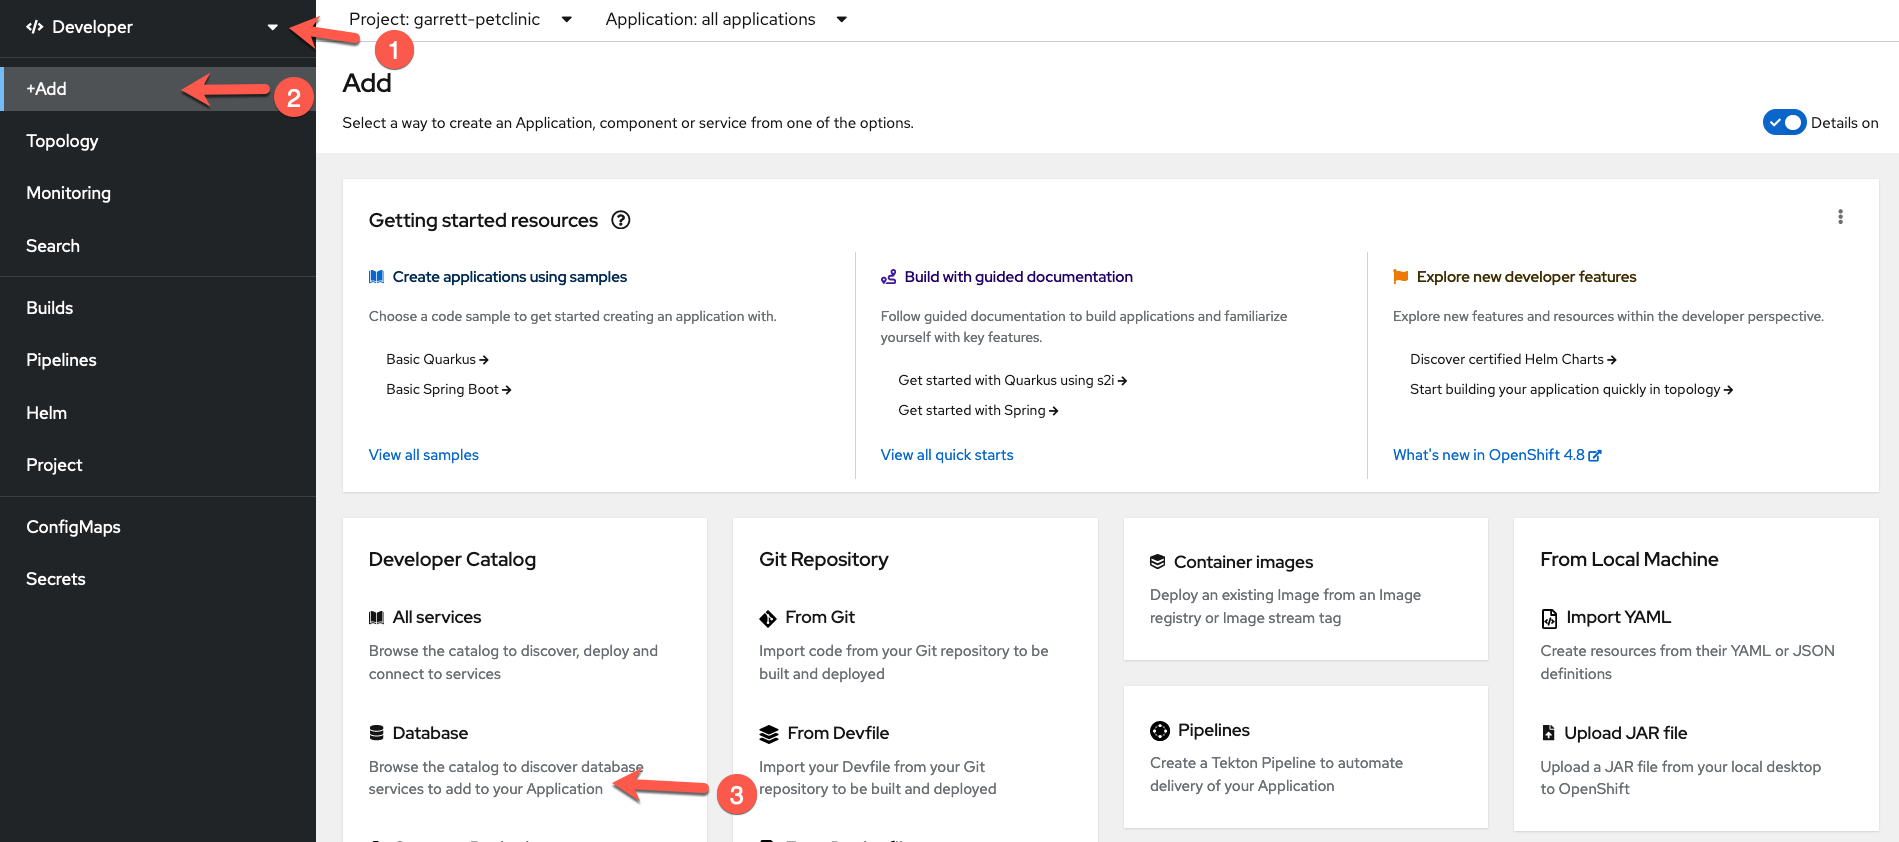 Developer
+Add
Topology
Monitoring
Search
Builds
Pipelines
Helm
Project
ConfigMaps
Secrets
1
2
Project: garrett-petclinic
Application: all applications
Add
Select a way to create an Application, component or service from one of the options.
Details on
Getting started resources
Create applications using samples
Choose a code sample to get started creating an application with.
Basic Quarkus
Basic Spring Boot
View all samples
Build with guided documentation
Follow guided documentation to build applications and familiarize
yourself with key features.
Get started with Quarkus using s2i
Get started with Spring
View all quick starts
Explore new developer features
Explore new features and resources within the developer perspective.
Discover certified Helm Charts
Start building your application quickly in topology
What's new in OpenShift 4.8
Developer Catalog
All services
Browse the catalog to discover, deploy and
connect to services
Database
Browse the catalog to discover database
services to add to your Application
3
Git Repository
From Git
Import code from your Git repository to be
built and deployed
From Devfile
Import your Devfile from your Git
repository to be built and deployed
Container images
Deploy an existing Image from an Image
registry or Image stream tag
Pipelines
Create a Tekton Pipeline to automate
delivery of your Application
From Local Machine
Import YAML
Create resources from their YAML or JSON
definitions
Upload JAR file
Upload a JAR file from your local desktop
to OpenShift